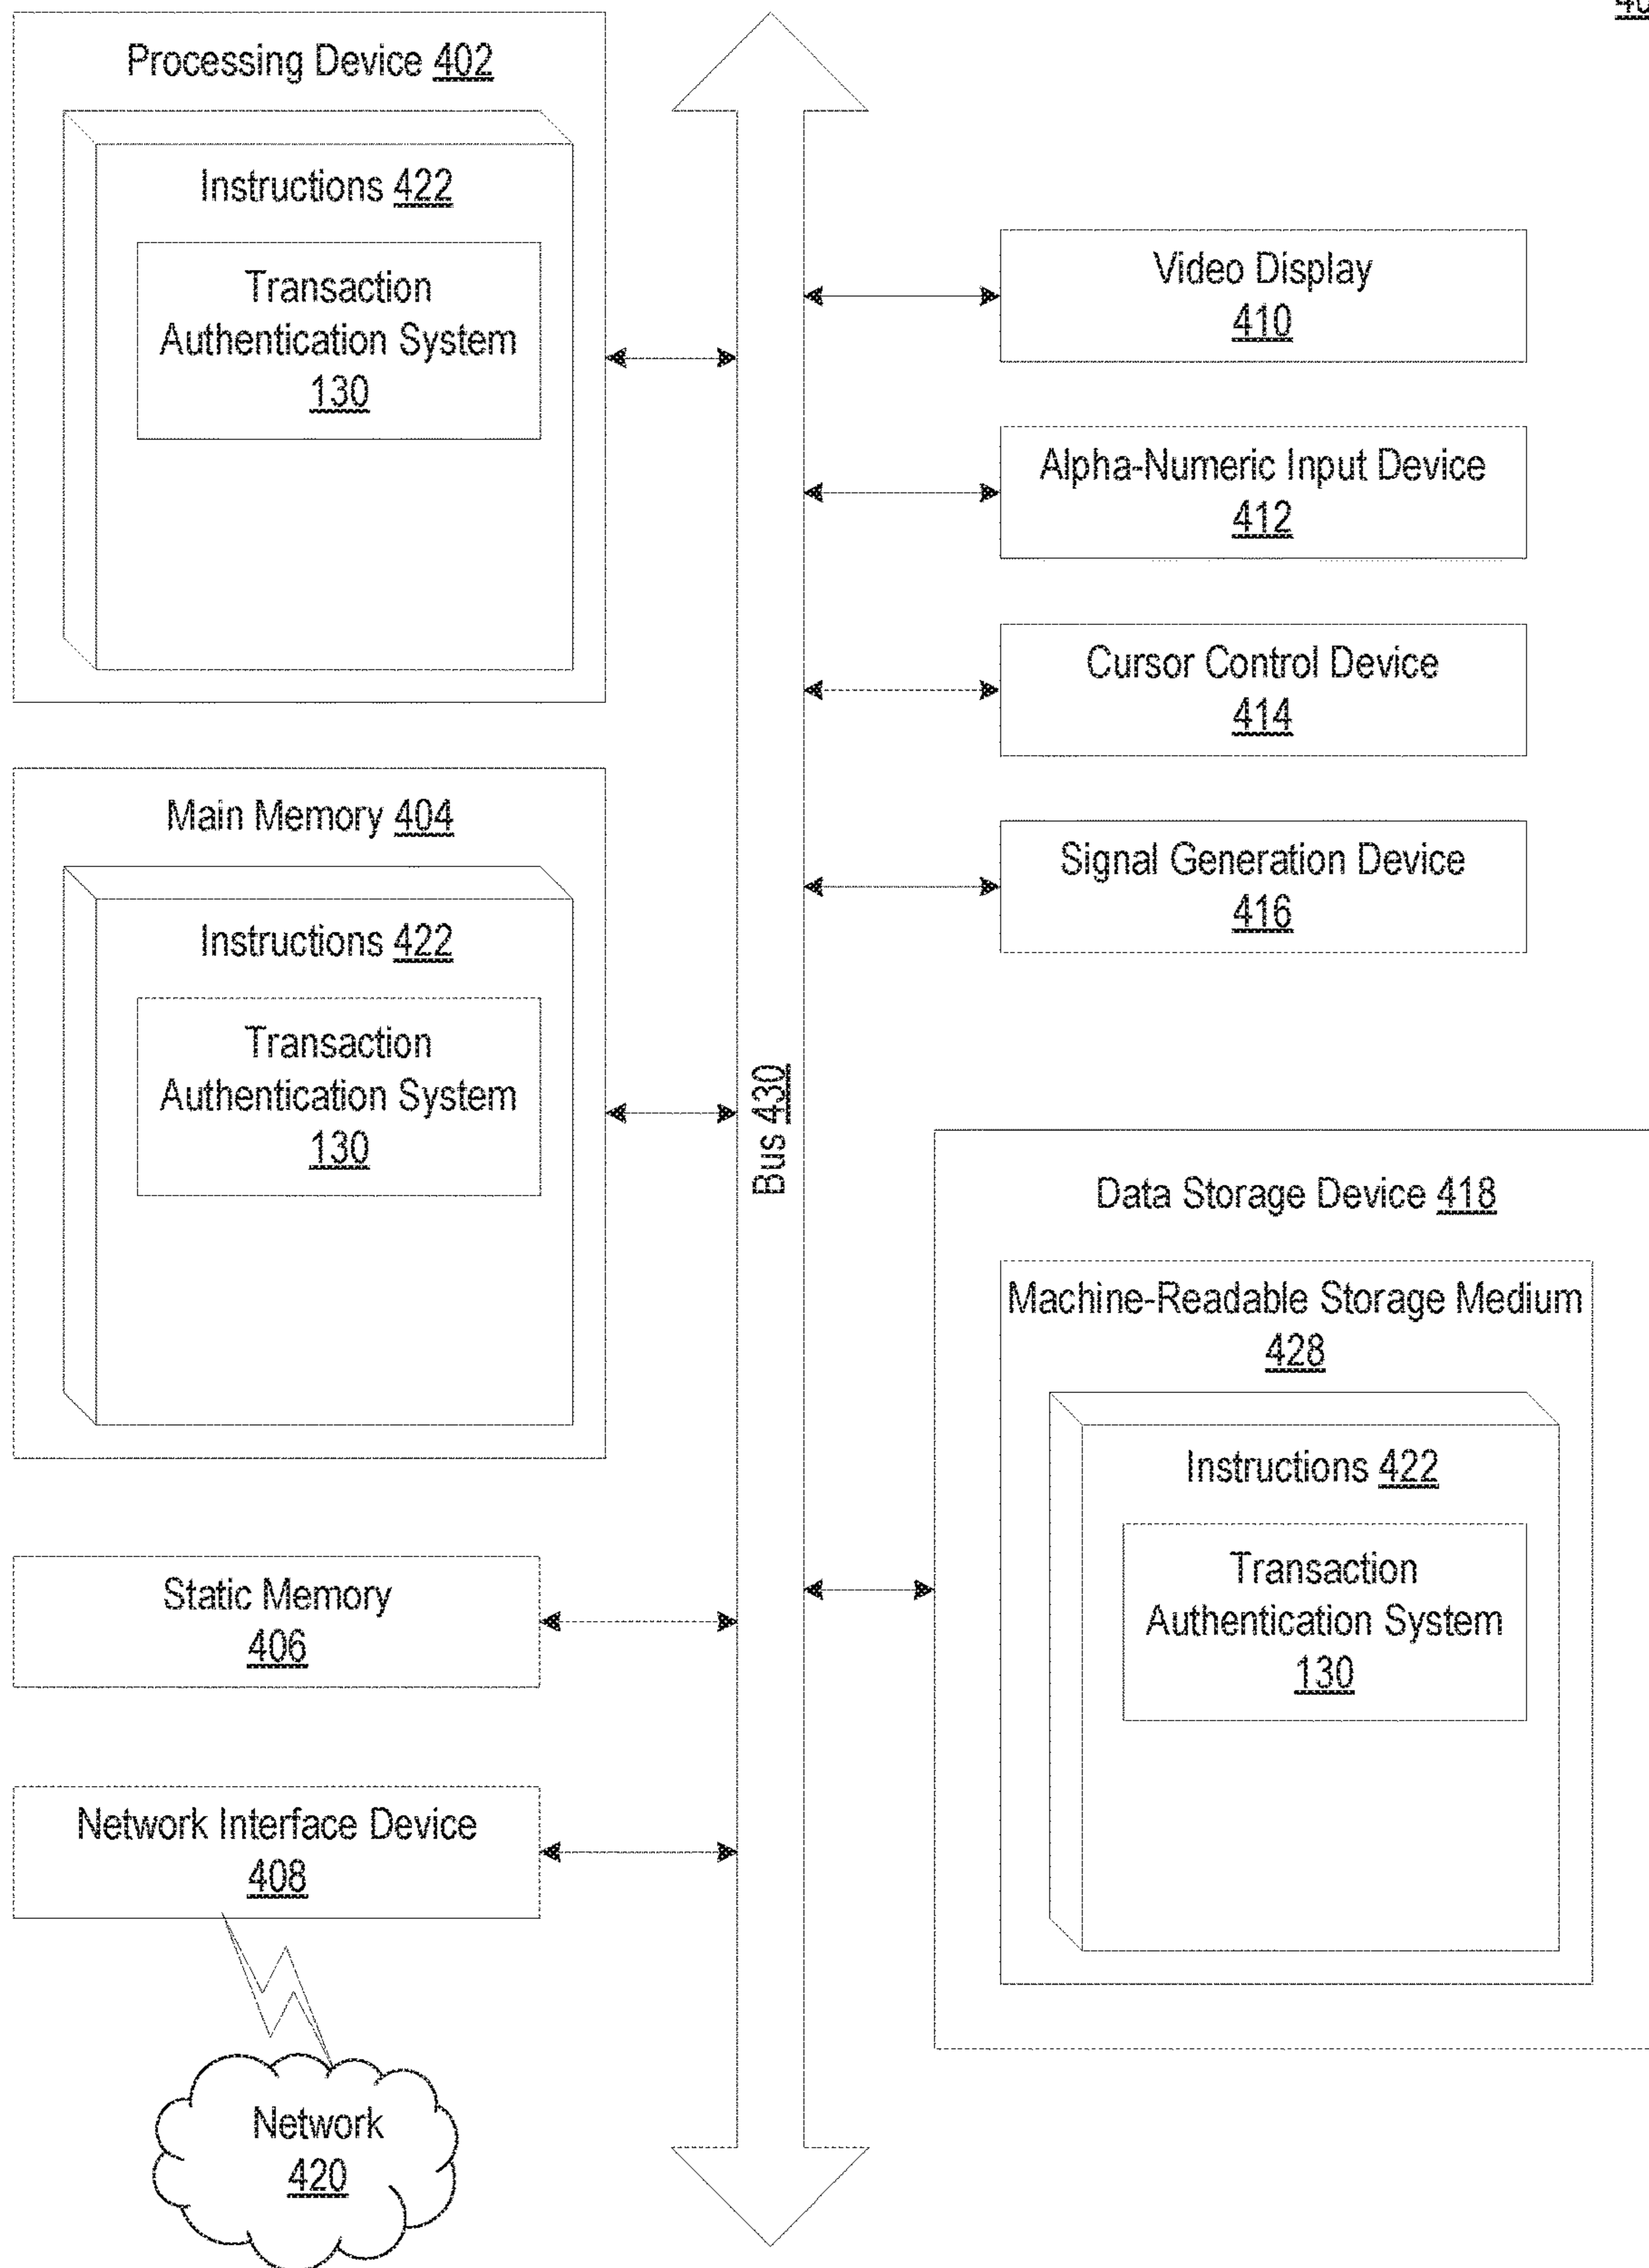 Processing Device 402
Instructions 422
Transaction
Authentication System
130
Main Memory 404
Instructions 422
Transaction
Authentication System
130
Static Memory
406
Network Interface Device
408
Network
420
Bus 430
Video Display
410
Alpha-Numeric Input Device
412
Cursor Control Device
414
Signal Generation Device
416
Data Storage Device 418
Machine-Readable Storage Medium
428
Instructions 422
Transaction
Authentication System
130